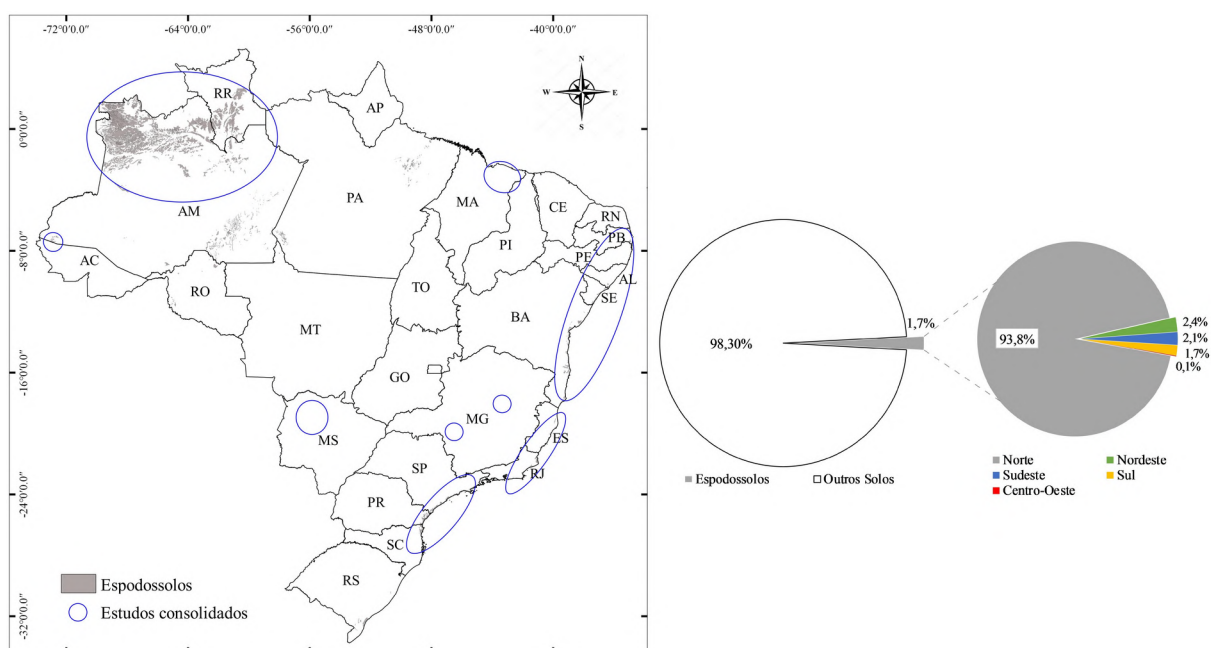 -72°0'0.0"
-64°0'0.0"
-56°0'0.0"
-48°0'0.0"
-40°0'0.0"
0°0'0.0"
-8°0'0.0"
-16°0'0.0"
-24°0'0.0"
-32°0'0.0"
N
W
E
S
RR
AP
AM
PA
MA
CE
RN
PB
PI
PE
AL
SE
AC
RO
TO
BA
MT
GO
MG
MS
ES
SP
RJ
PR
SC
RS
Espodossolos
Estudos consolidados
98,30%
1,7%
Espodossolos
Outros Solos
93,8%
2,4%
2,1%
1,7%
0,1%
Norte
Nordeste
Sudeste
Sul
Centro-Oeste